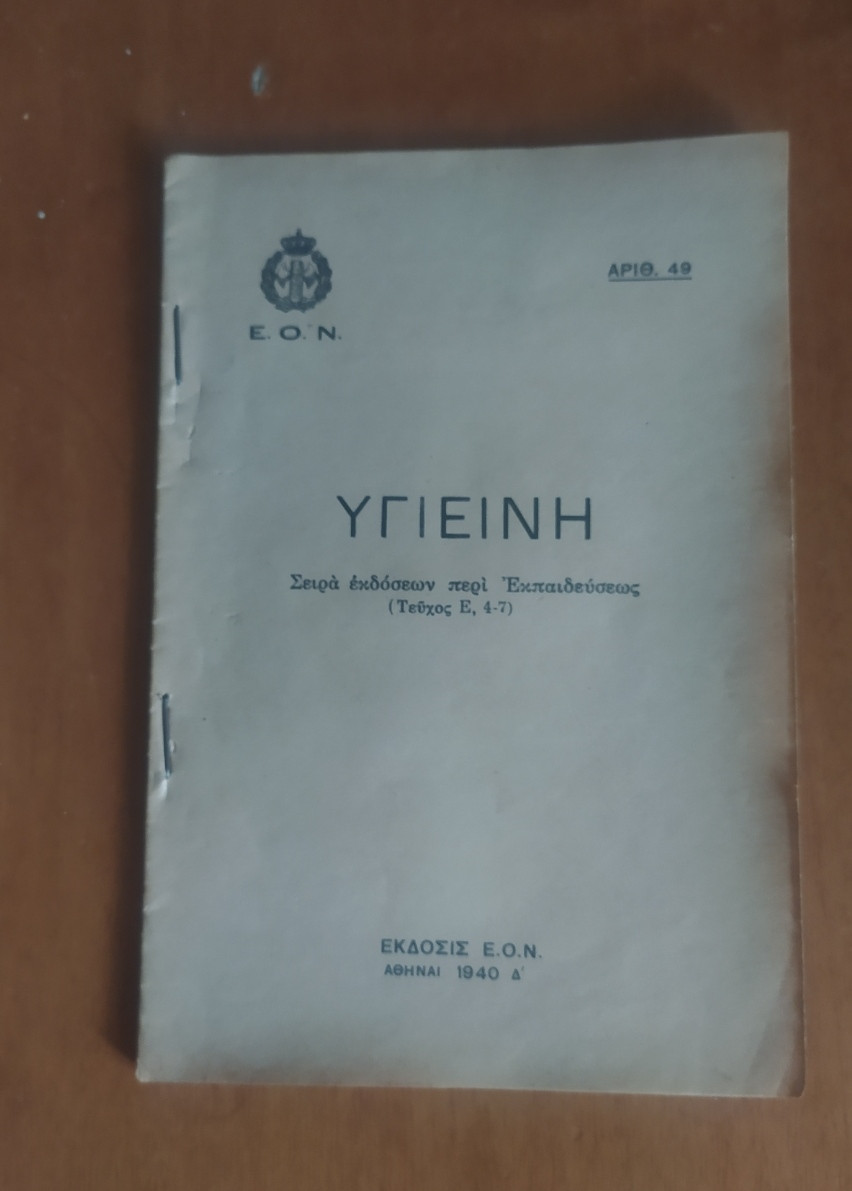 ΑΡΙΘ. 49
Ε. Ο. Ν.
ΥΓΙΕΙΝΗ
Σειρὰ ἐκδόσεων περὶ Ἐκπαιδεύσεως
(Τεῦχος Ε, 4-7)
ΕΚΔΟΣΙΣ Ε.Ο.Ν.
ΑΘΗΝΑΙ 1940 Δ΄